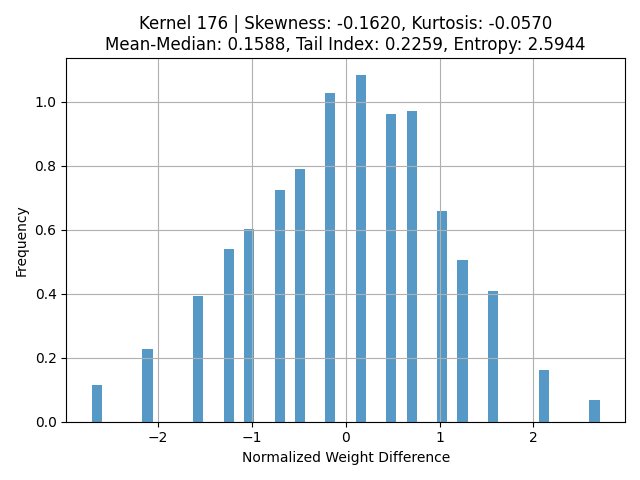 Kernel 176 | Skewness: -0.1620, Kurtosis: -0.0570
Mean-Median: 0.1588, Tail Index: 0.2259, Entropy: 2.5944
1.0
0.8
0.6
0.4
0.2
0.0
Frequency
−2
−1
0
1
2
Normalized Weight Difference